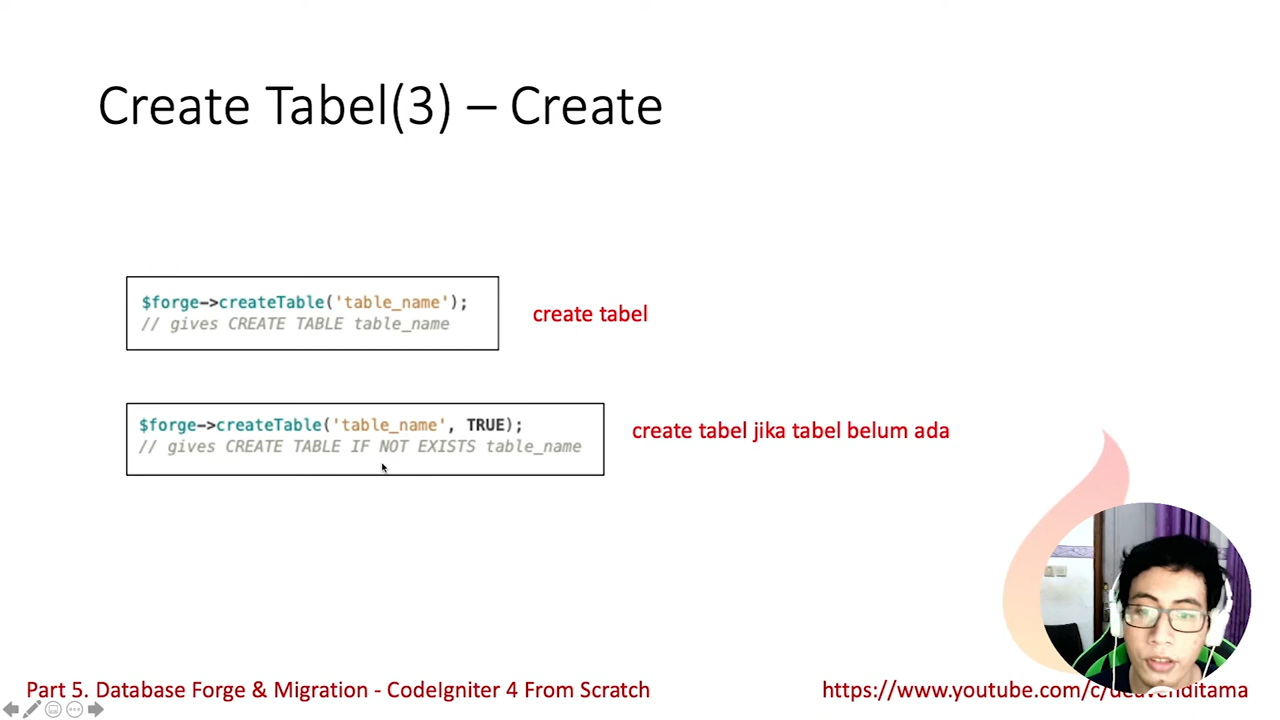 Create Tabel(3) – Create
$forge->createTable('table_name');
// gives CREATE TABLE table_name
create tabel
$forge->createTable('table_name', TRUE);
// gives CREATE TABLE IF NOT EXISTS table_name
create tabel jika tabel belum ada
Part 5. Database Forge & Migration - CodeIgniter 4 From Scratch
https://www.youtube.com/c/